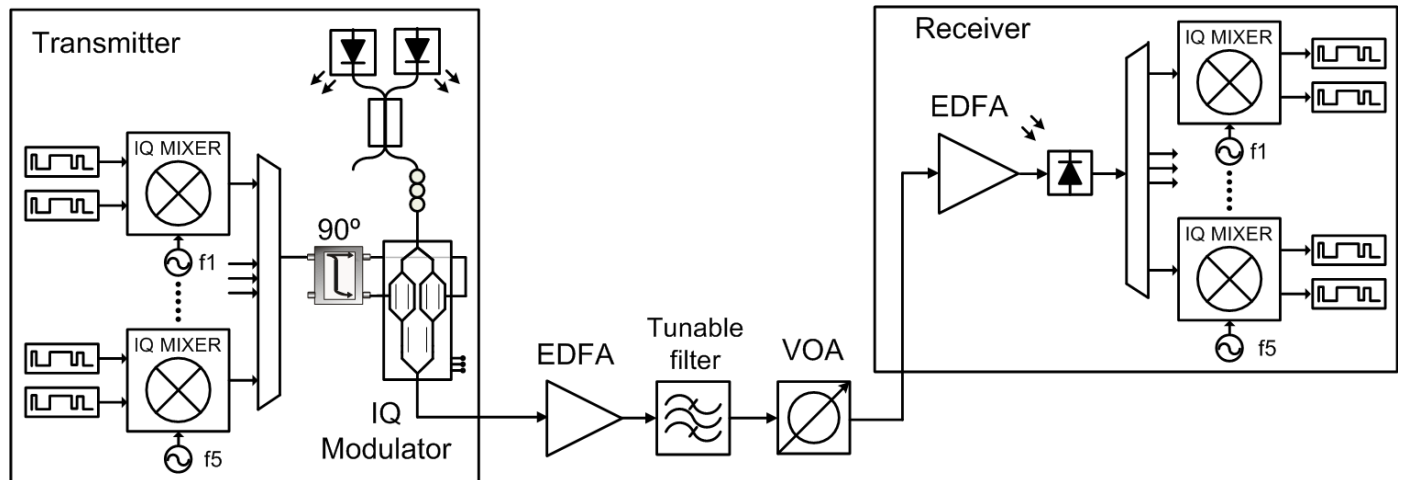 Transmitter
IQ MIXER
f1
IQ MIXER
f5
90º
IQ
Modulator
EDFA
Tunable
filter
VOA
Receiver
EDFA
IQ MIXER
f1
IQ MIXER
f5